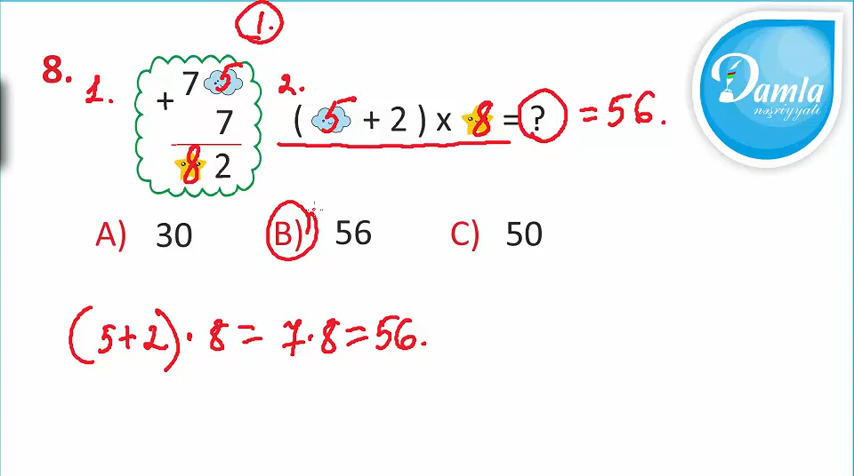 1.
8.
1.
7 5
+ 7
8 2
2.
( 5 + 2 ) x 8 = ? = 56.
A) 30 B) 56 C) 50
(5+2)·8=7·8=56.
Damla
nəşriyyatı